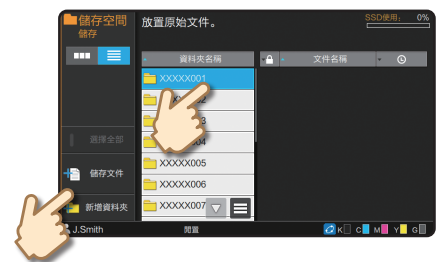 儲存空間
儲存
放置原始文件。
SSD使用： 0%
資料夾名稱
文件名稱
XXXXX001
XXXXX005
XXXXX006
XXXXX007
選擇全部
儲存文件
新增資料夾
J.Smith
閒置
K C M Y G